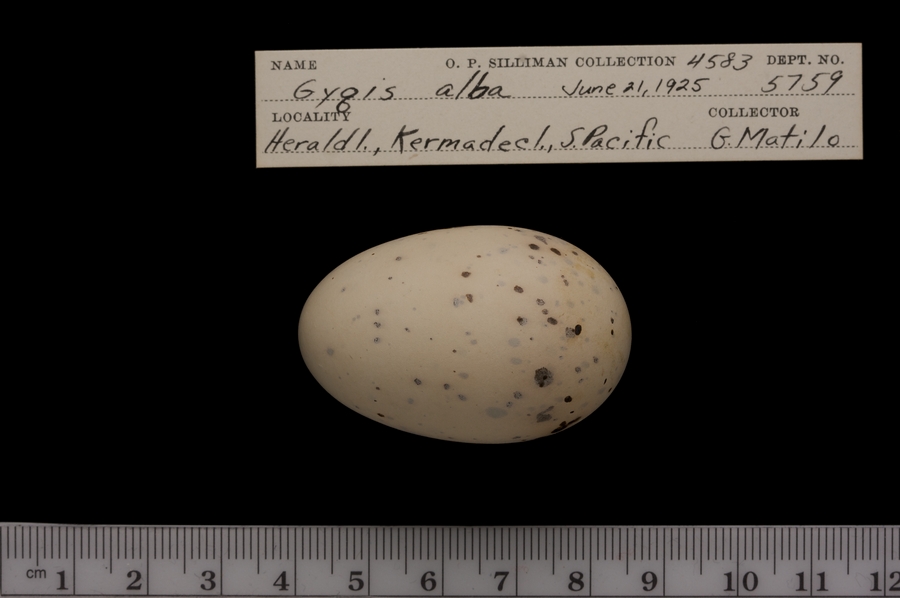 NAME O. P. SILLIMAN COLLECTION 4583 DEPT. NO.
Gygis alba June 21, 1925 5759
LOCALITY COLLECTOR
Herald I., Kermadec I., S. Pacific G. Matilo
cm 1 2 3 4 5 6 7 8 9 10 11 12